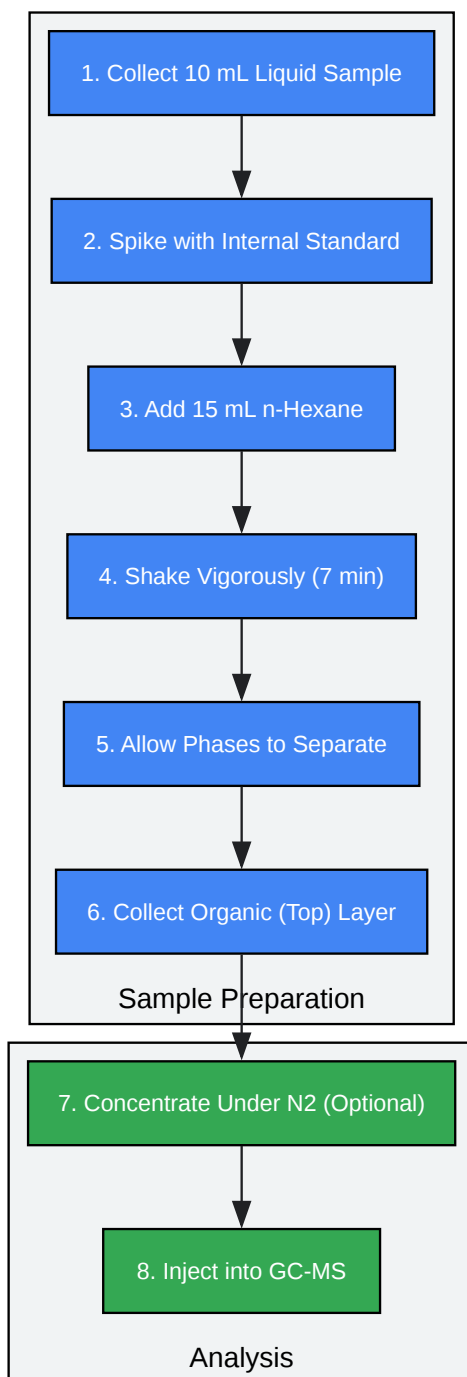 1. Collect 10 mL Liquid Sample
2. Spike with Internal Standard
3. Add 15 mL n-Hexane
4. Shake Vigorously (7 min)
5. Allow Phases to Separate
6. Collect Organic (Top) Layer
Sample Preparation
7. Concentrate Under N2 (Optional)
8. Inject into GC-MS
Analysis